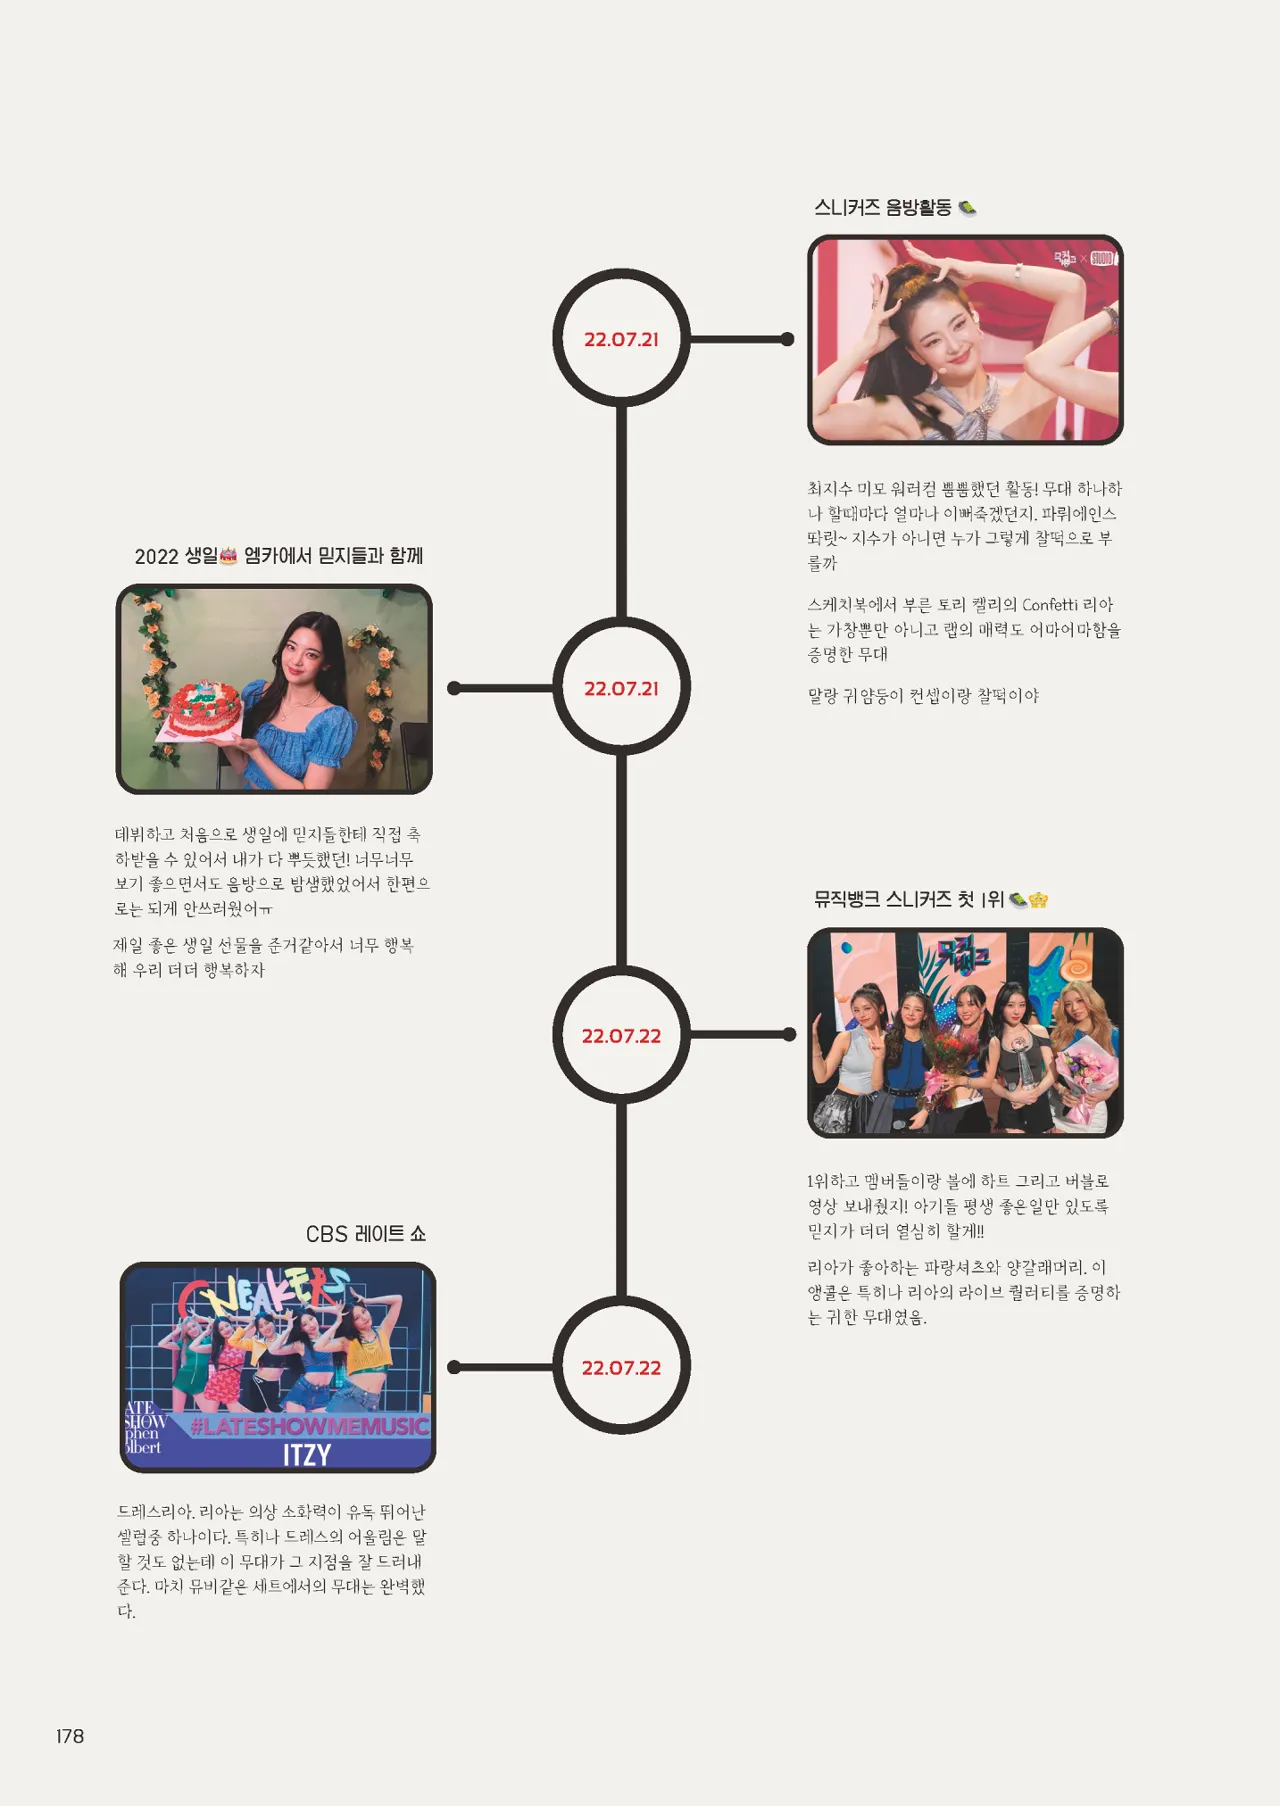 스니커즈 음방활동
뮤직뱅크 × STUDIO
22.07.21
최지수 미모 워러컴 뿜뿜했던 활동! 무대 하나하
나 할때마다 얼마나 이뻐죽겠던지. 파뤼에인스
똬릿~ 지수가 아니면 누가 그렇게 찰떡으로 부
를까
스케치북에서 부른 토리 켈리의 Confetti 리아
는 가창뿐만 아니고 랩의 매력도 어마어마함을
증명한 무대
말랑 귀염둥이 컨셉이랑 찰떡이야
2022 생일🎂 엠카에서 믿지들과 함께
22.07.21
데뷔하고 처음으로 생일에 믿지들한테 직접 축
하받을 수 있어서 내가 다 뿌듯했던! 너무너무
보기 좋으면서도 음방으로 밤샘했었어서 한편으
로는 되게 안쓰러웠어ㅠ
제일 좋은 생일 선물을 준거같아서 너무 행복
해 우리 더더 행복하자
뮤직뱅크 스니커즈 첫 1위
뮤직
뱅크
22.07.22
1위하고 멤버들이랑 볼에 하트 그리고 버블로
영상 보내줬지! 아기들 평생 좋은일만 있도록
믿지가 더더 열심히 할게!!
리아가 좋아하는 파랑셔츠와 양갈래머리. 이
앵콜은 특히나 리아의 라이브 퀄러티를 증명하
는 귀한 무대였음.
CBS 레이트 쇼
SNEAKERS
LATE
SHOW
phen
olbert
#LATESHOWMEMUSIC
ITZY
22.07.22
드레스리아. 리아는 의상 소화력이 유독 뛰어난
셀럽중 하나이다. 특히나 드레스의 어울림은 말
할 것도 없는데 이 무대가 그 지점을 잘 드러내
준다. 마치 뮤비같은 세트에서의 무대는 완벽했
다.
178